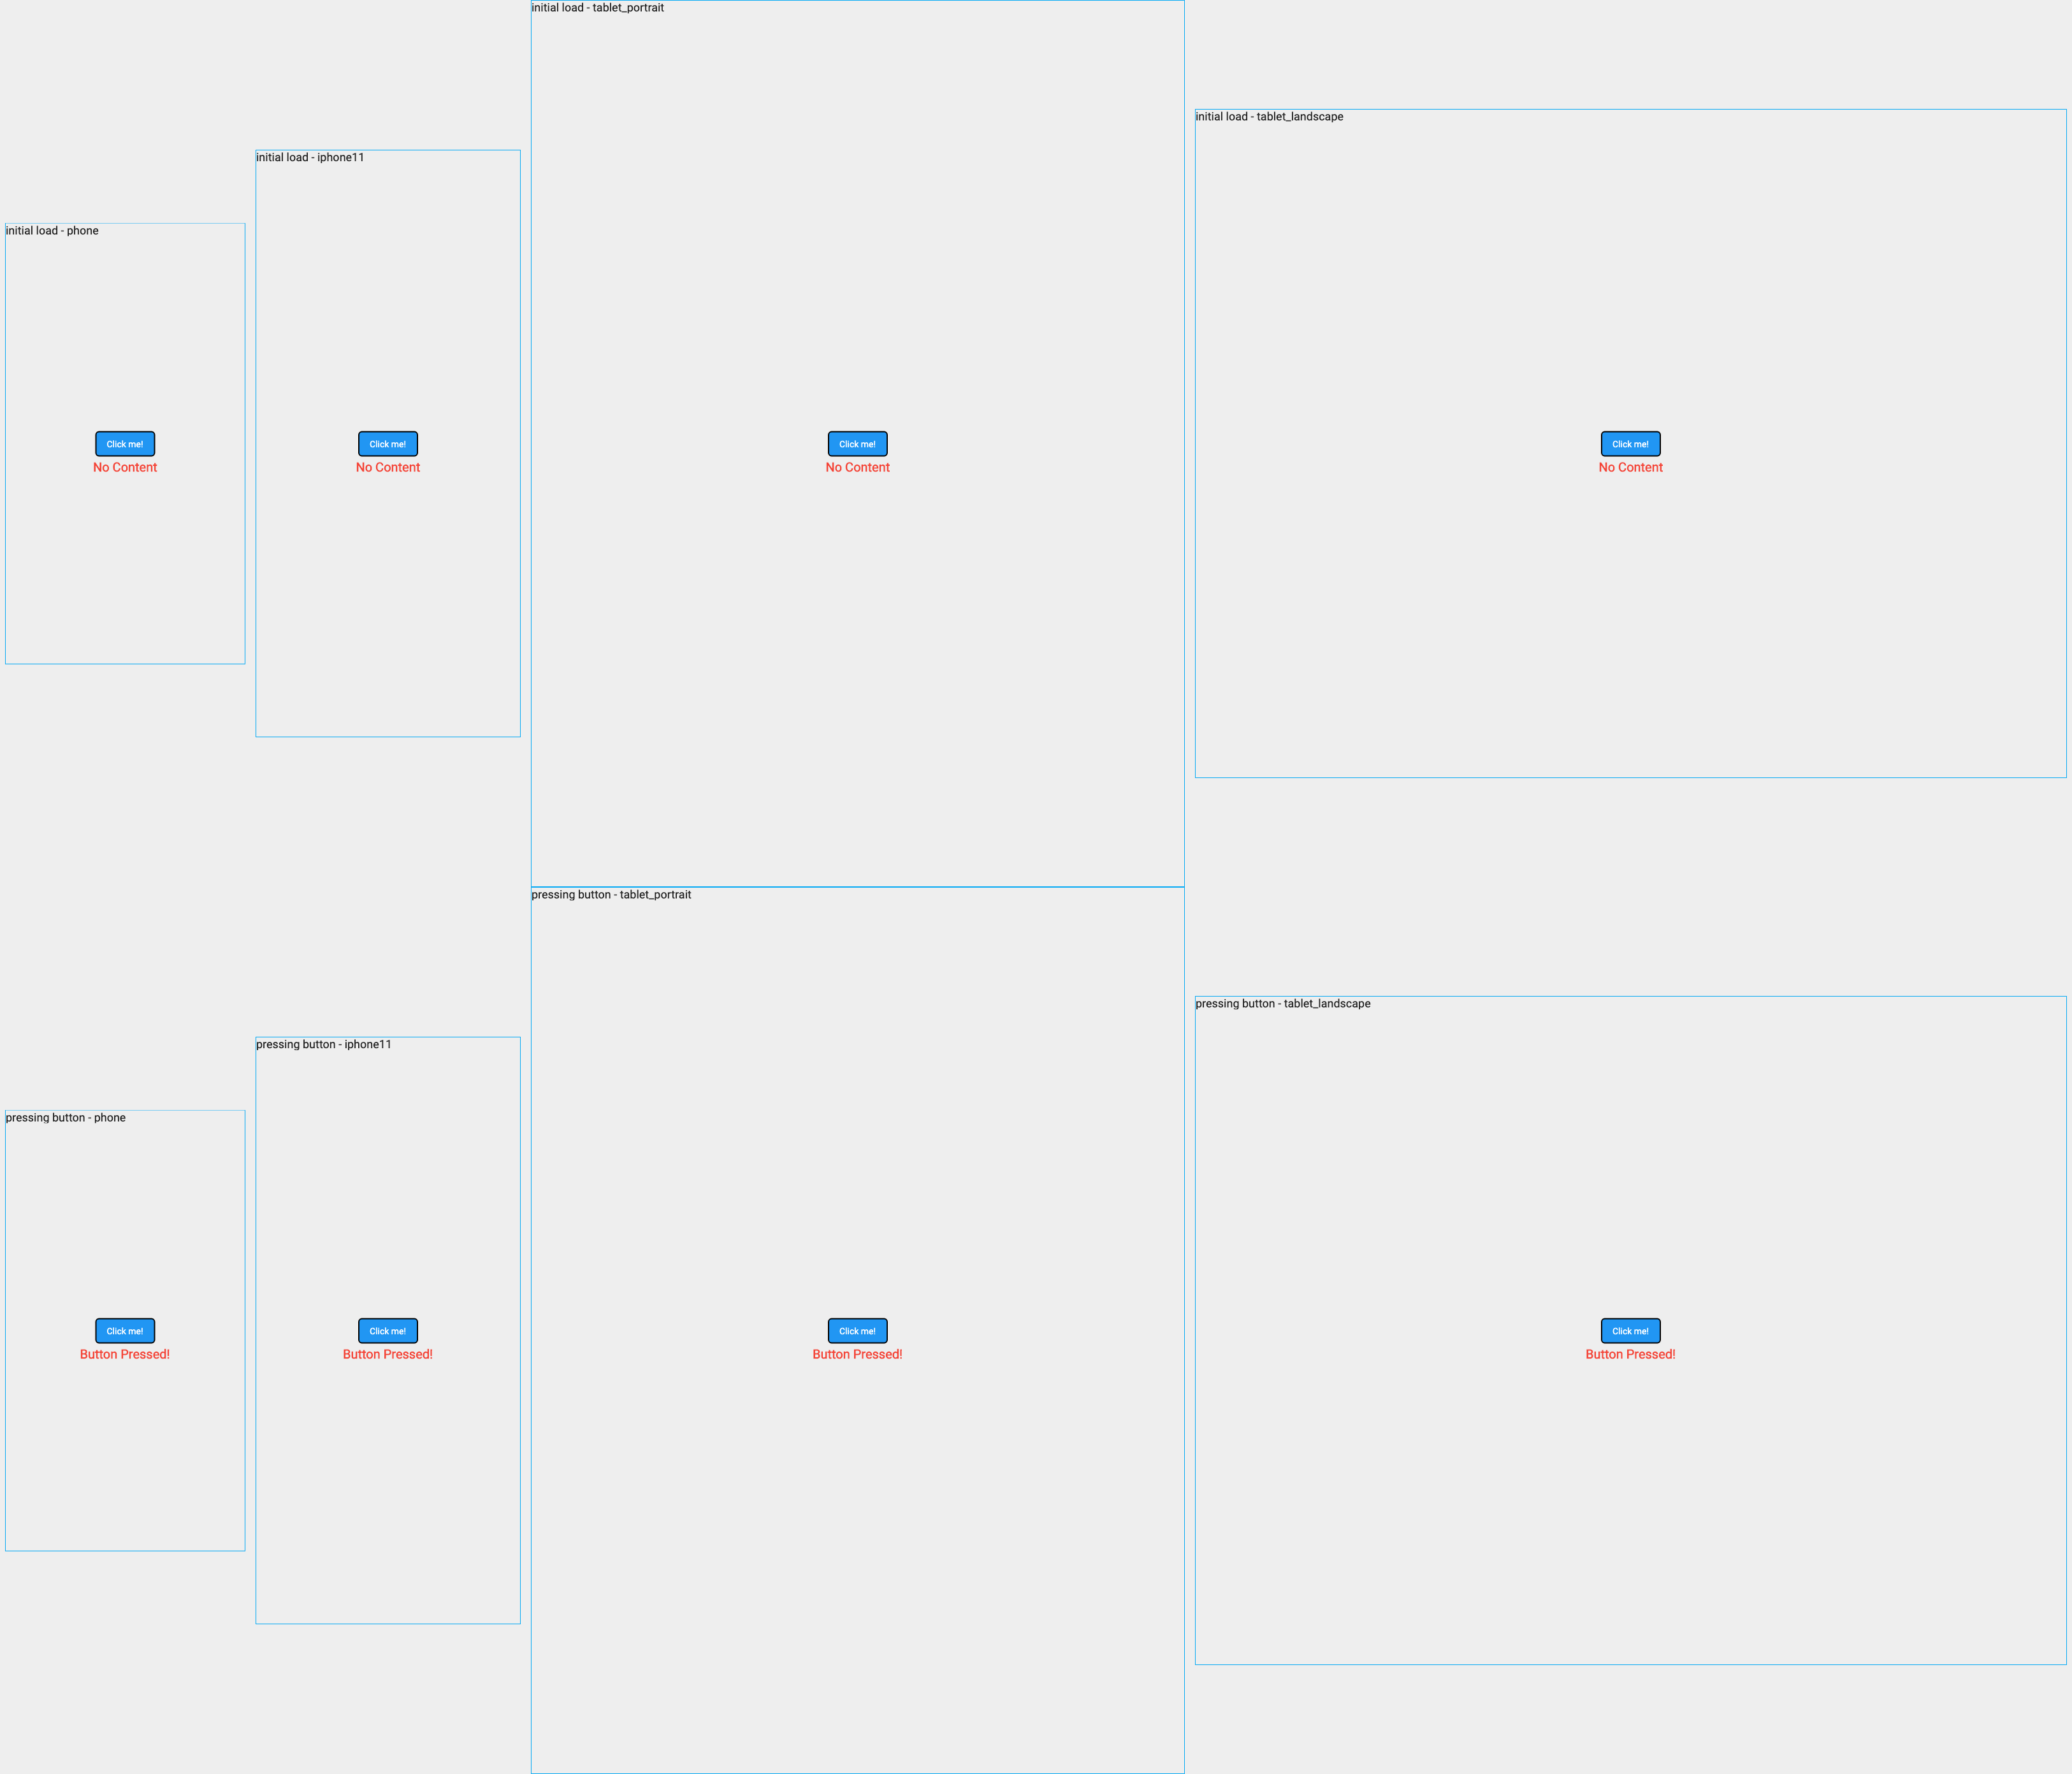 initial load - phone
Click me!
No Content
initial load - iphone11
Click me!
No Content
initial load - tablet_portrait
Click me!
No Content
initial load - tablet_landscape
Click me!
No Content
pressing button - phone
Click me!
Button Pressed!
pressing button - iphone11
Click me!
Button Pressed!
pressing button - tablet_portrait
Click me!
Button Pressed!
pressing button - tablet_landscape
Click me!
Button Pressed!